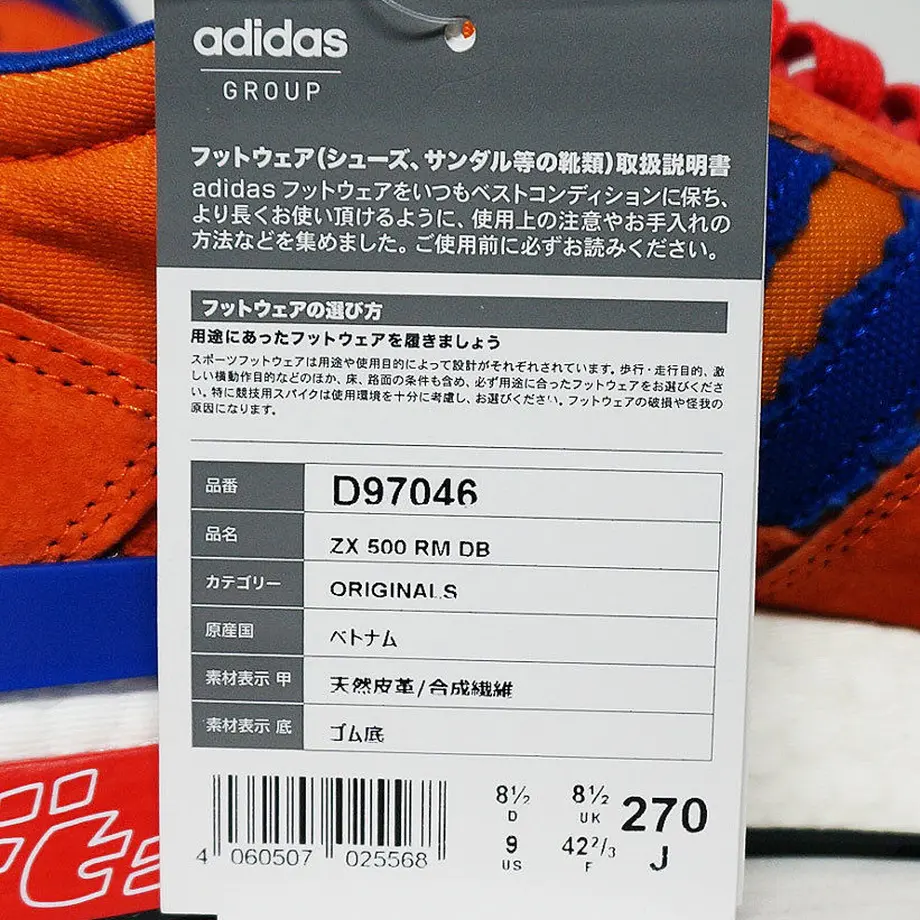 adidas
GROUP
フットウェア(シューズ、サンダル等の靴類)取扱説明書
adidas フットウェアをいつもベストコンディションに保ち、
より長くお使い頂けるように、使用上の注意やお手入れの
方法などを集めました。ご使用前に必ずお読みください。
フットウェアの選び方
用途にあったフットウェアを履きましょう
スポーツフットウェアは用途や使用目的によって設計がそれぞれされています。歩行・走行目的、激
しい横動作目的などのほか、床、路面の条件も含め、必ず用途に合ったフットウェアをお選びくださ
い。特に競技用スパイクは使用環境を十分に考慮し、お選びください。フットウェアの破損や怪我の
原因になります。
品番 D97046
品名 ZX 500 RM DB
カテゴリー ORIGINALS
原産国 ベトナム
素材表示 甲 天然皮革/合成繊維
素材表示 底 ゴム底
8½ 8½ 270
D UK J
9 42⅔
US F
4 060507 025568